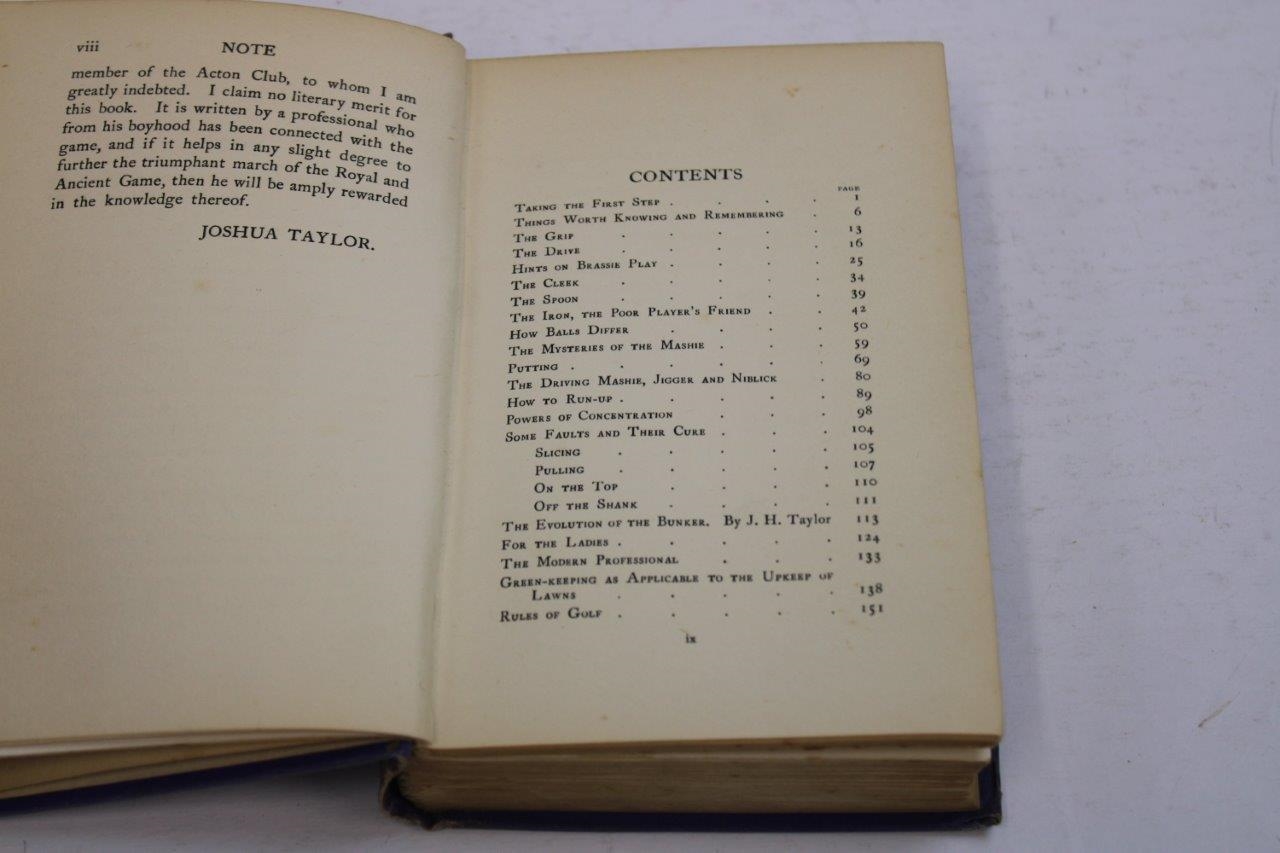 viii NOTE
member of the Acton Club, to whom I am
greatly indebted. I claim no literary merit for
this book. It is written by a professional who
from his boyhood has been connected with the
game, and if it helps in any slight degree to
further the triumphant march of the Royal and
Ancient Game, then he will be amply rewarded
in the knowledge thereof.
JOSHUA TAYLOR.
CONTENTS
PAGE
Taking the First Step . . . . 1
Things Worth Knowing and Remembering . 6
The Grip . . . . . 13
The Drive . . . . . 16
Hints on Brassie Play . . . . 25
The Cleek . . . . . 34
The Spoon . . . . . 39
The Iron, the Poor Player's Friend . . 42
How Balls Differ . . . . 50
The Mysteries of the Mashie . . . 59
Putting . . . . . . 69
The Driving Mashie, Jigger and Niblick . 80
How to Run-up . . . . . 89
Powers of Concentration . . . 98
Some Faults and Their Cure . . . 104
Slicing . . . . . 105
Pulling . . . . . 107
On the Top . . . . 110
Off the Shank . . . . 111
The Evolution of the Bunker. By J. H. Taylor 113
For the Ladies . . . . . 124
The Modern Professional . . . 133
Green-keeping as Applicable to the Upkeep of
Lawns . . . . . 138
Rules of Golf . . . . . 151
ix